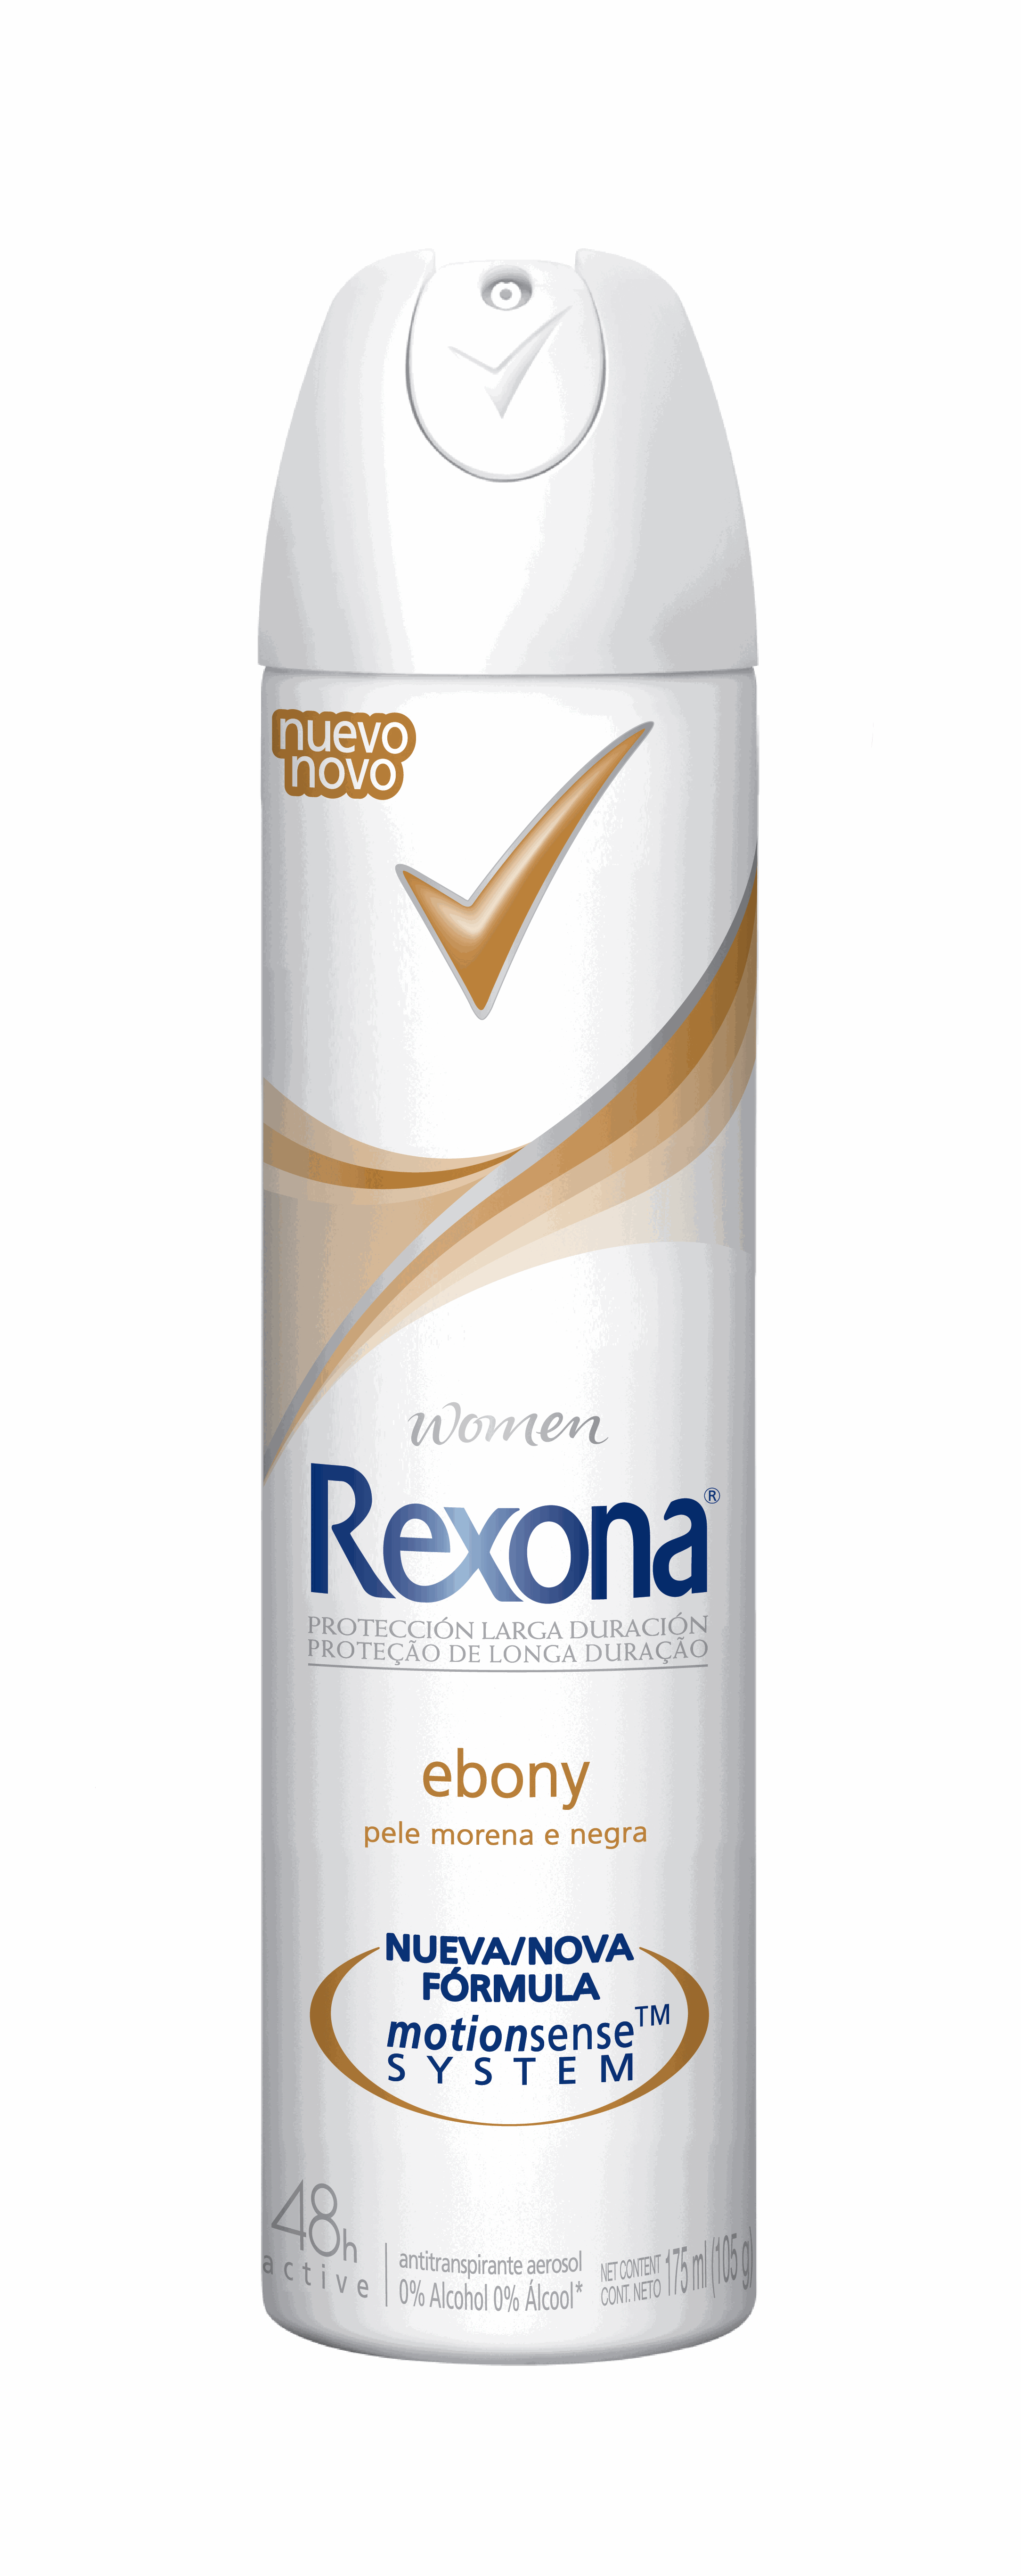 nuevo
novo
women
Rexona®
PROTECCIÓN LARGA DURACIÓN
PROTEÇÃO DE LONGA DURAÇÃO
ebony
pele morena e negra
NUEVA/NOVA
FÓRMULA
motionsense™
SYSTEM
48h
active
antitranspirante aerosol
0% Alcohol 0% Álcool*
NET CONTENT
CONT. NETO
175 ml (105 g)